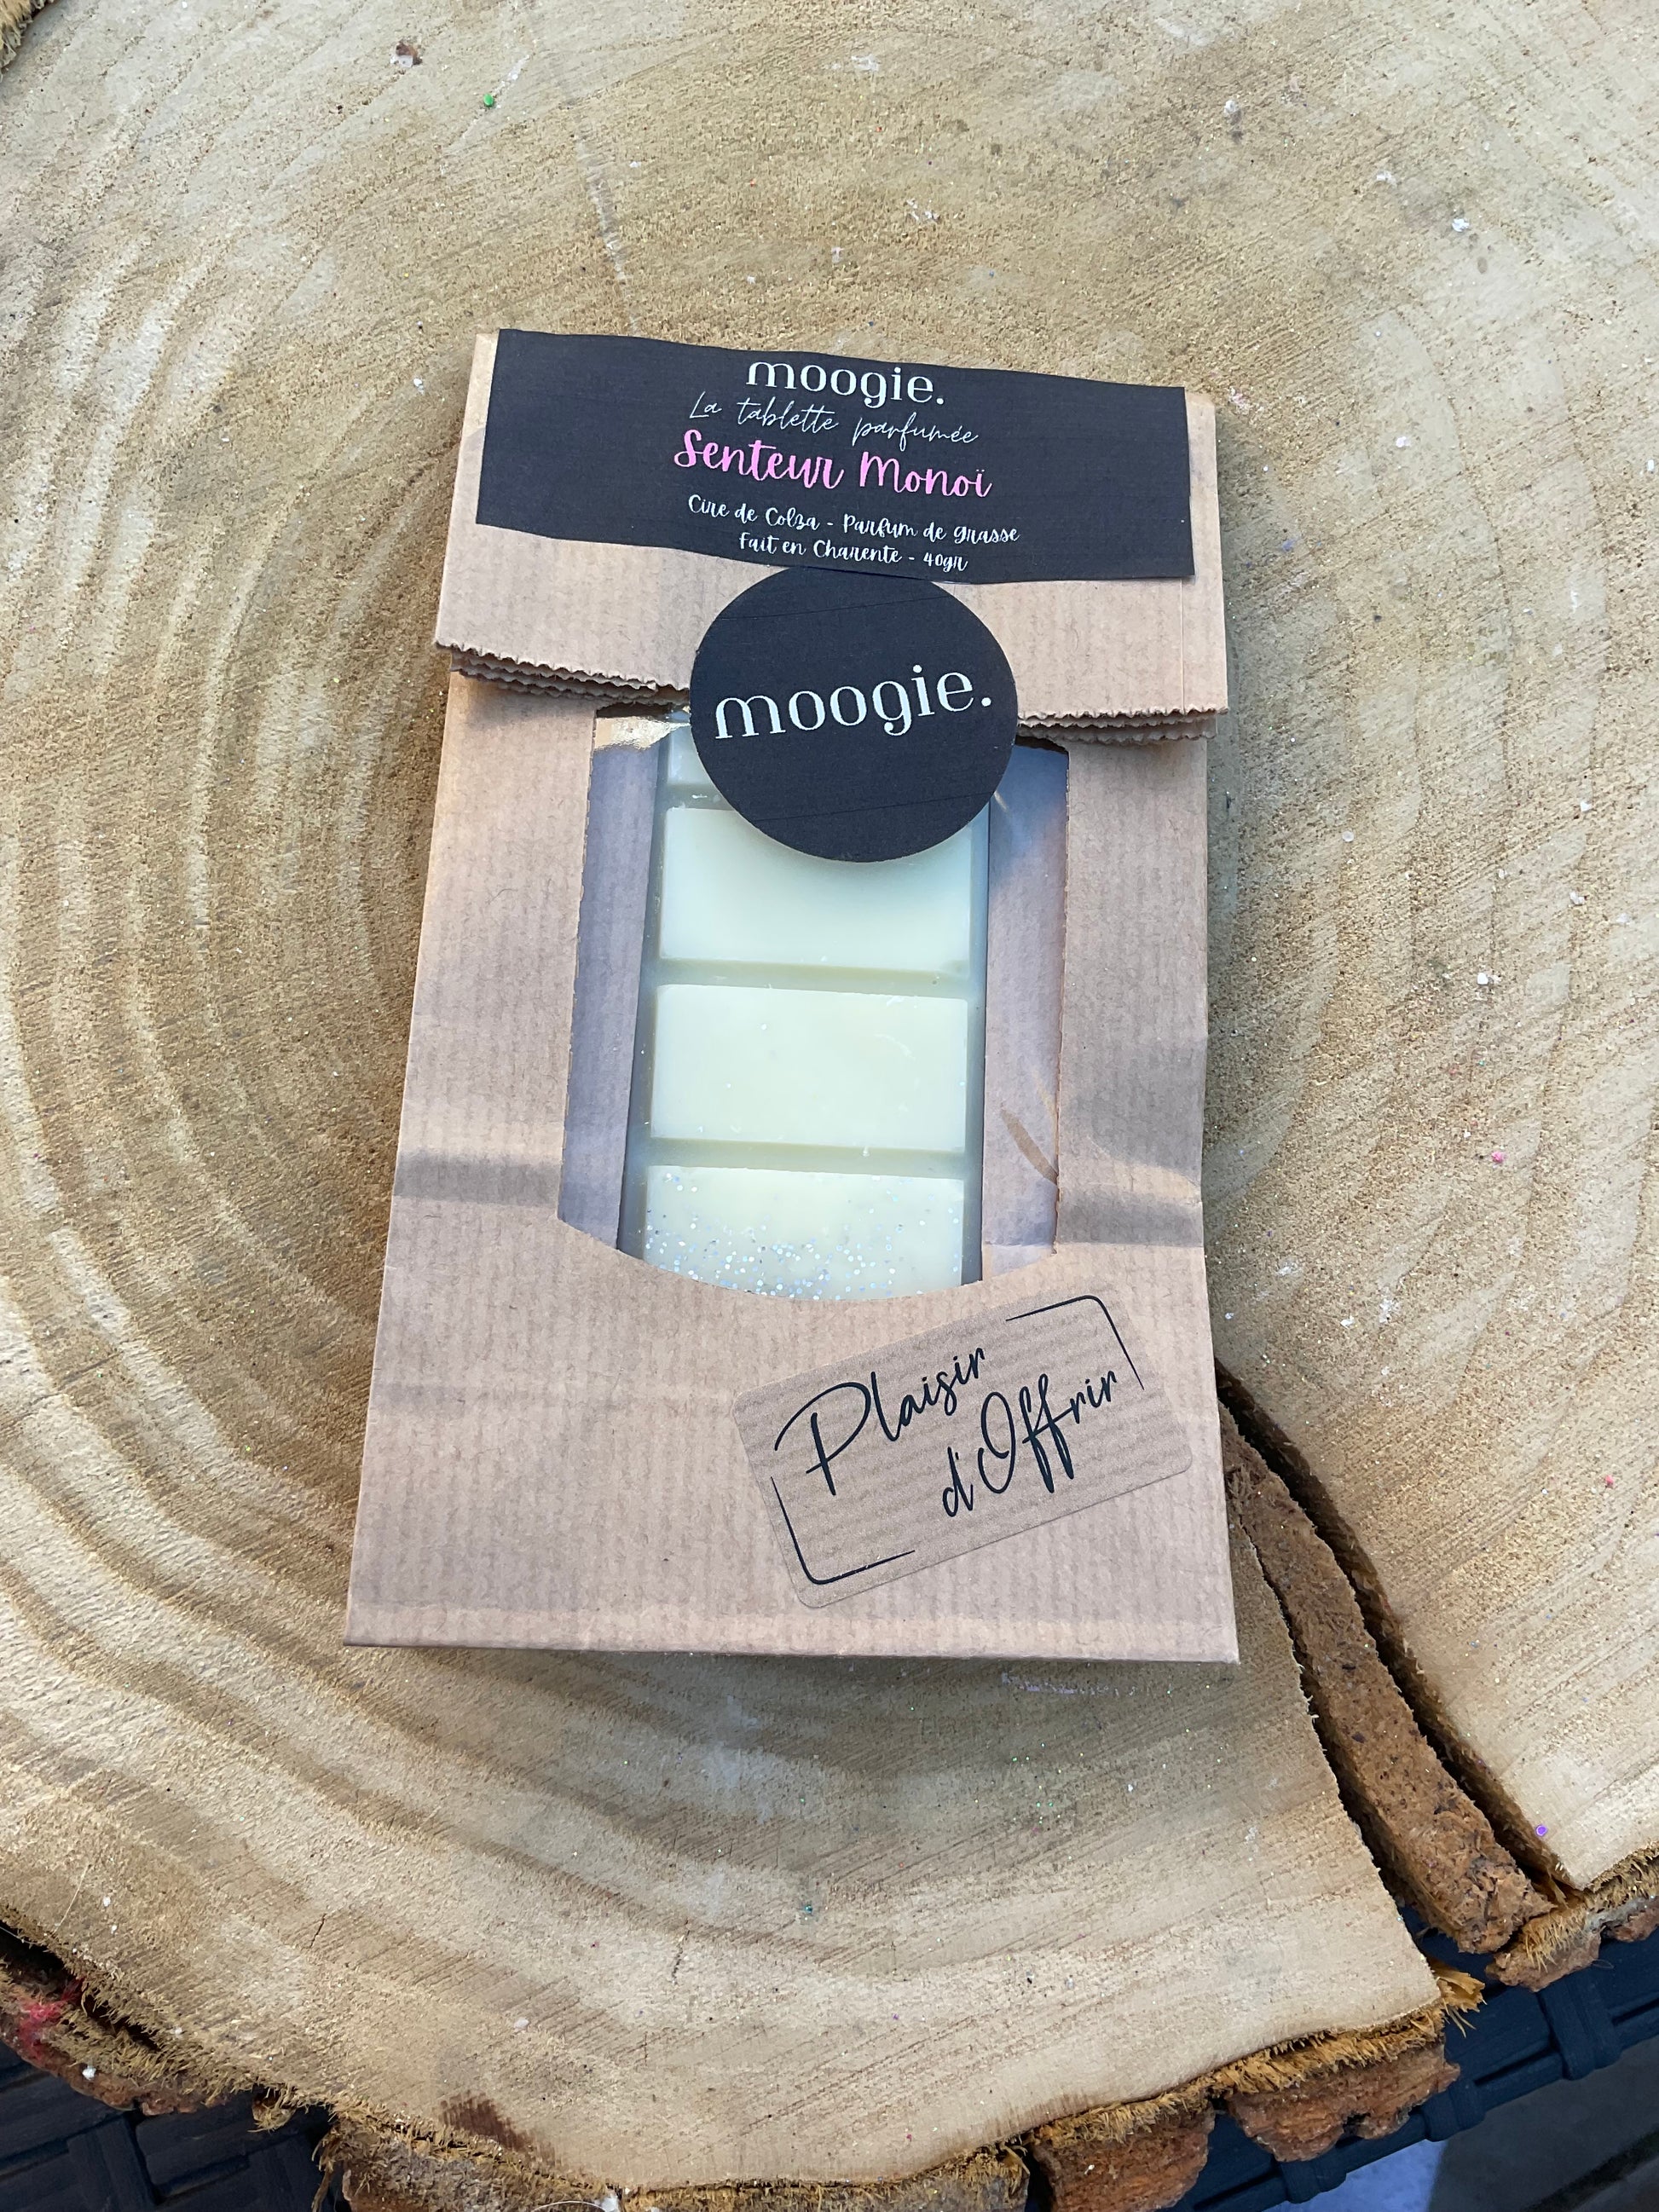 moogie.
La tablette parfumée
Senteur Monoï
Cire de Colza - Parfum de grasse
Fait en Charente - 40gr
moogie.
Plaisir
d'Offrir